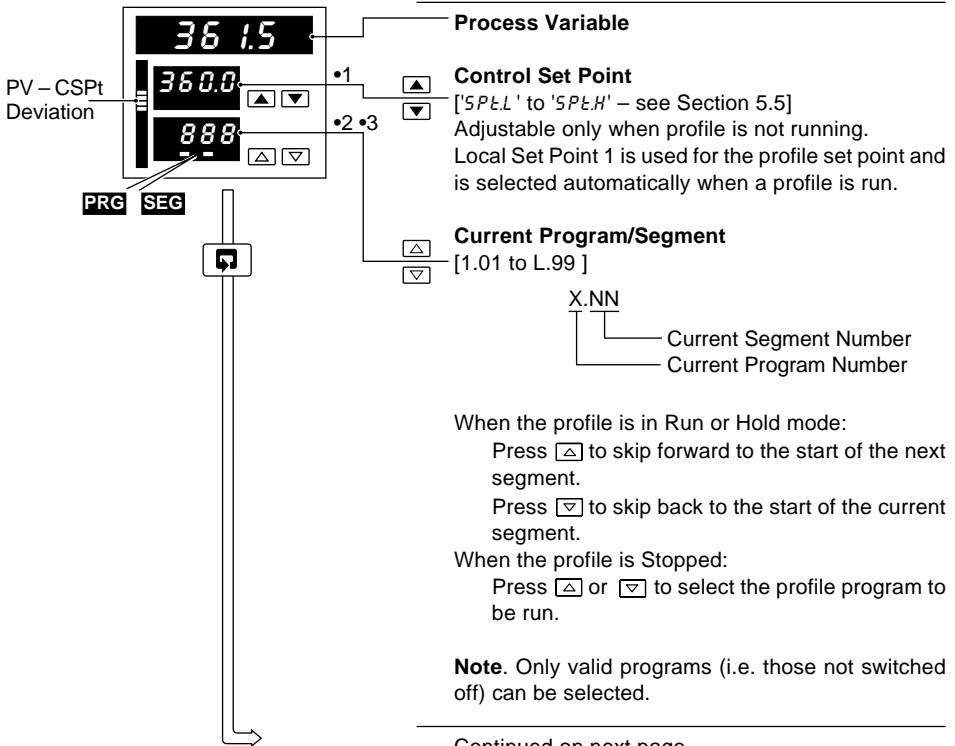 361.5
Process Variable
360.0
•1
PV – CSPt
Deviation
Control Set Point
['SPt.L' to 'SPt.H' – see Section 5.5]
Adjustable only when profile is not running.
Local Set Point 1 is used for the profile set point and
is selected automatically when a profile is run.
888
•2 •3
PRG SEG
Current Program/Segment
[1.01 to L.99 ]
X.NN
Current Segment Number
Current Program Number
When the profile is in Run or Hold mode:
Press to skip forward to the start of the next
segment.
Press to skip back to the start of the current
segment.
When the profile is Stopped:
Press or to select the profile program to
be run.
Note. Only valid programs (i.e. those not switched
off) can be selected.
Continued on next page